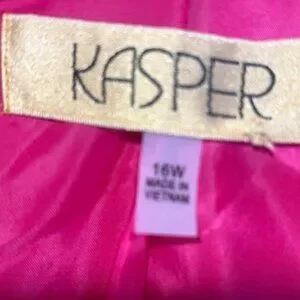 KASPER
16W
MADE IN
VIETNAM